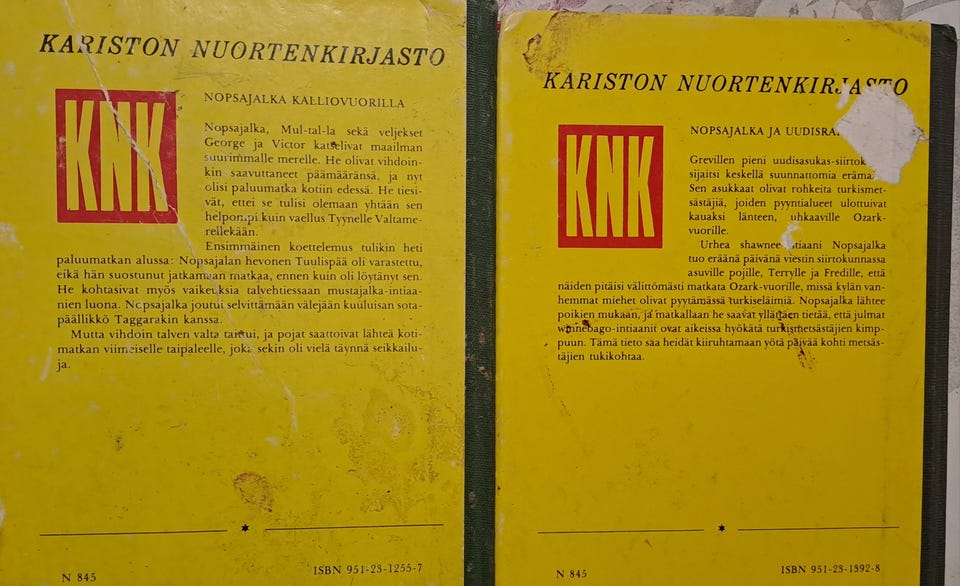 KARISTON NUORTENKIRJASTO
KNK
NOPSAJALKA KALLIOVUORILLA
Nopsajalka, Mul-tal-la sekä veljekset
George ja Victor katselivat maailman
suurimmalle merelle. He olivat vihdoin-
kin saavuttaneet päämääränsä, ja nyt
olisi paluumatka kotiin edessä. He tiesi-
vät, ettei se tulisi olemaan yhtään sen
helpompi kuin vaellus Tyynelle Valtame-
rellekään.
Ensimmäinen koettelemus tulikin heti
paluumatkan alussa: Nopsajalan hevonen Tuulispää oli varastettu,
eikä hän suostunut jatkamaan matkaa, ennen kuin oli löytänyt sen.
He kohtasivat myös vaikeuksia talvehtiessaan mustajalka-intiaa-
nien luona. Nopsajalka joutui selvittämään välejään kuuluisan sota-
päällikkö Taggarakin kanssa.
Mutta vihdoin talven valta taittui, ja pojat saattoivat lähteä koti-
matkan viimeiselle taipaleelle, joka sekin oli vielä täynnä seikkailu-
ja.
N 845
ISBN 951-23-1255-7
KARISTON NUORTENKIRJASTO
KNK
NOPSAJALKA JA
Grevillen pieni uudisasukas-
sijaitsi keskellä suunnattomia
Sen asukkaat olivat rohkeita turkismet-
sästäjiä, joiden pyyntialueet ulottuivat
kauaksi länteen, uhkaaville Ozark-
vuorille.
Urhea shawnee-intiaani Nopsajalka
tuo eräänä päivänä viestin siirtokunnassa
asuville pojille, Terrylle ja Fredille, että
näiden pitäisi välittömästi matkata Ozark-vuorille, missä kylän van-
hemmat miehet olivat pyytämässä turkiseläimiä. Nopsajalka lähtee
poikien mukaan, ja matkallaan he saavat yllättäen tietää, että julmat
winnebago-intiaanit ovat aikeissa hyökätä turkismetsästäjien kimp-
puun. Tämä tieto saa heidät kiiruhtamaan yötä päivää kohti metsäs-
täjien tukikohtaa.
N 845
ISBN 951-23-1392-8